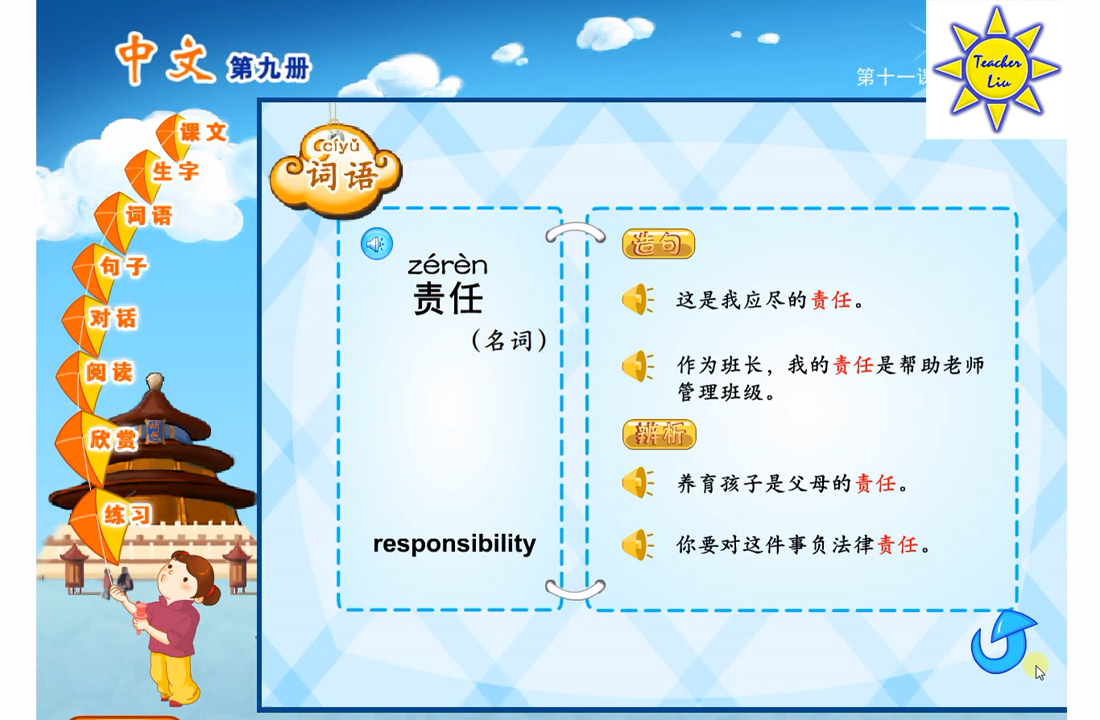 中文 第九册
第十一课
Teacher
Liu
课文
生字
词语
句子
对话
阅读
欣赏
练习
cíyǔ
词语
zérèn
责任
（名词）
responsibility
造句
这是我应尽的责任。
作为班长，我的责任是帮助老师
管理班级。
辨析
养育孩子是父母的责任。
你要对这件事负法律责任。